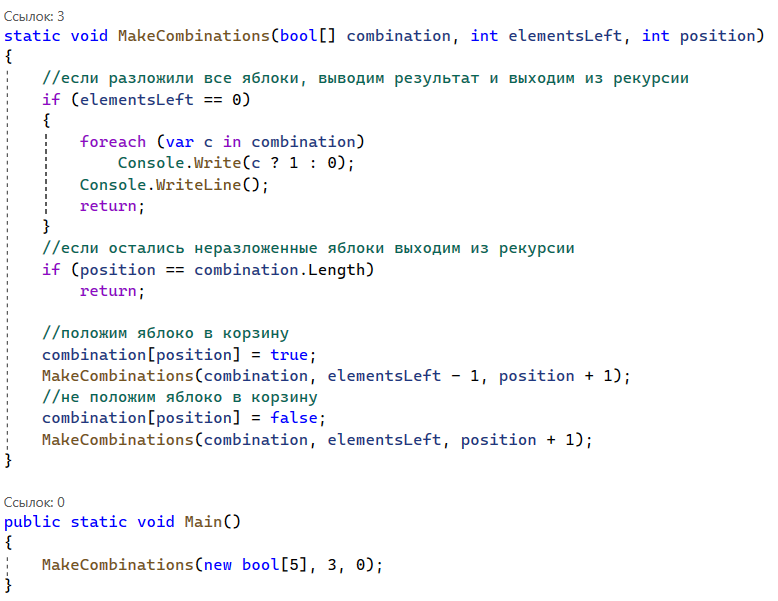 Ссылок: 3
static void MakeCombinations(bool[] combination, int elementsLeft, int position)
{
    //если разложили все яблоки, выводим результат и выходим из рекурсии
    if (elementsLeft == 0)
    {
        foreach (var c in combination)
            Console.Write(c ? 1 : 0);
        Console.WriteLine();
        return;
    }
    //если остались неразложенные яблоки выходим из рекурсии
    if (position == combination.Length)
        return;

    //положим яблоко в корзину
    combination[position] = true;
    MakeCombinations(combination, elementsLeft - 1, position + 1);
    //не положим яблоко в корзину
    combination[position] = false;
    MakeCombinations(combination, elementsLeft, position + 1);
}

Ссылок: 0
public static void Main()
{
    MakeCombinations(new bool[5], 3, 0);
}